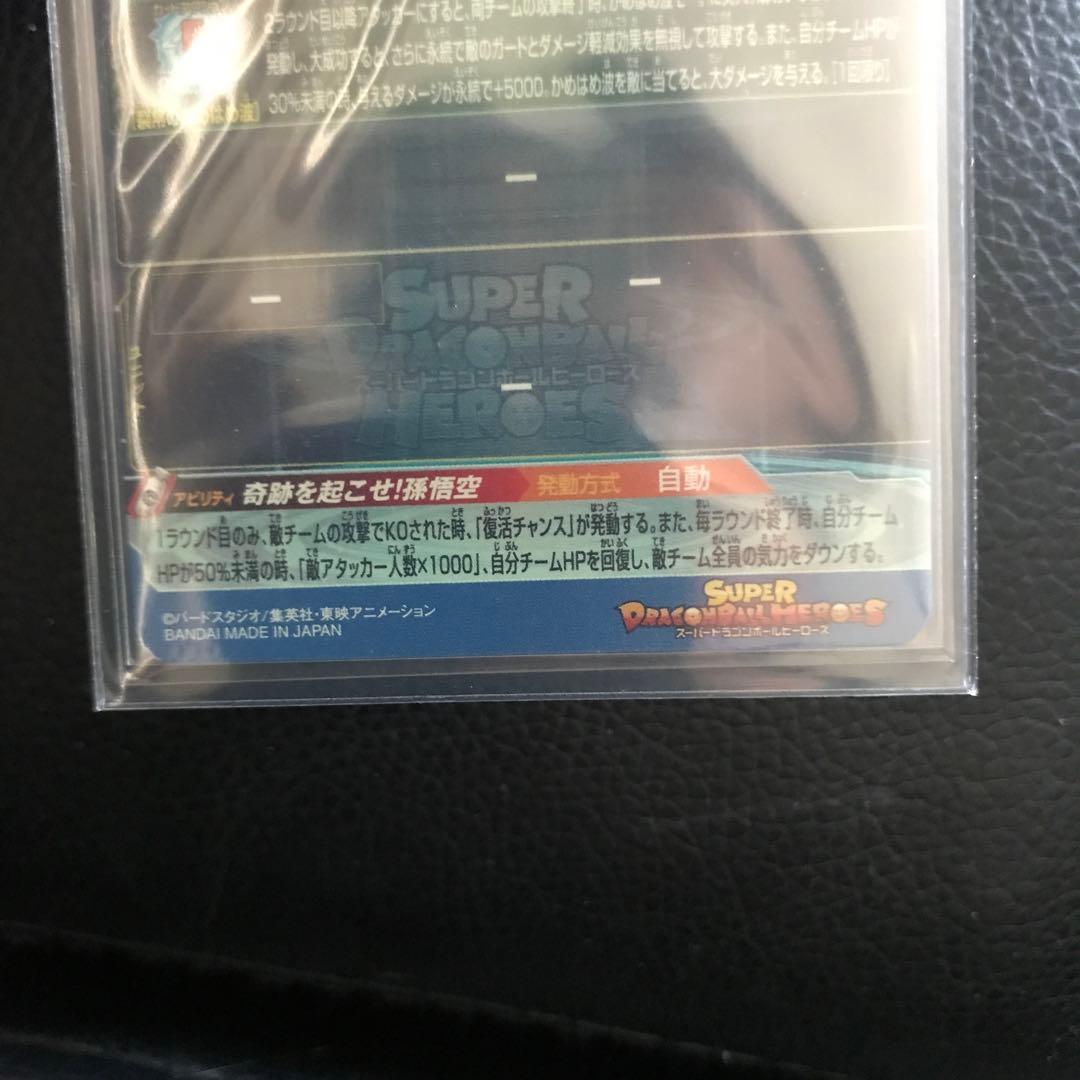 2ラウンド目以降アタッカーにすると、両チームの攻撃終了時、かめはめ波で
発動し、大成功すると、さらに永続で敵のガードとダメージ軽減効果を無視して攻撃する。また、自分チームHPが
30%未満の時、与えるダメージが永続で+5000。かめはめ波を敵に当てると、大ダメージを与える。[1回限り]
はめ波]
ー
ー ー
ー
SUPER
DRAGONBALL
スーパードラゴンボールヒーローズ
HEROES
ユニット
アビリティ 奇跡を起こせ!孫悟空 発動方式 自動
1ラウンド目のみ、敵チームの攻撃でKOされた時、「復活チャンス」が発動する。また、毎ラウンド終了時、自分チーム
HPが50%未満の時、「敵アタッカー人数×1000」、自分チームHPを回復し、敵チーム全員の気力をダウンする。
©バードスタジオ/集英社・東映アニメーション
BANDAI MADE IN JAPAN
SUPER
DRAGONBALL HEROES
スーパードラゴンボールヒーローズ